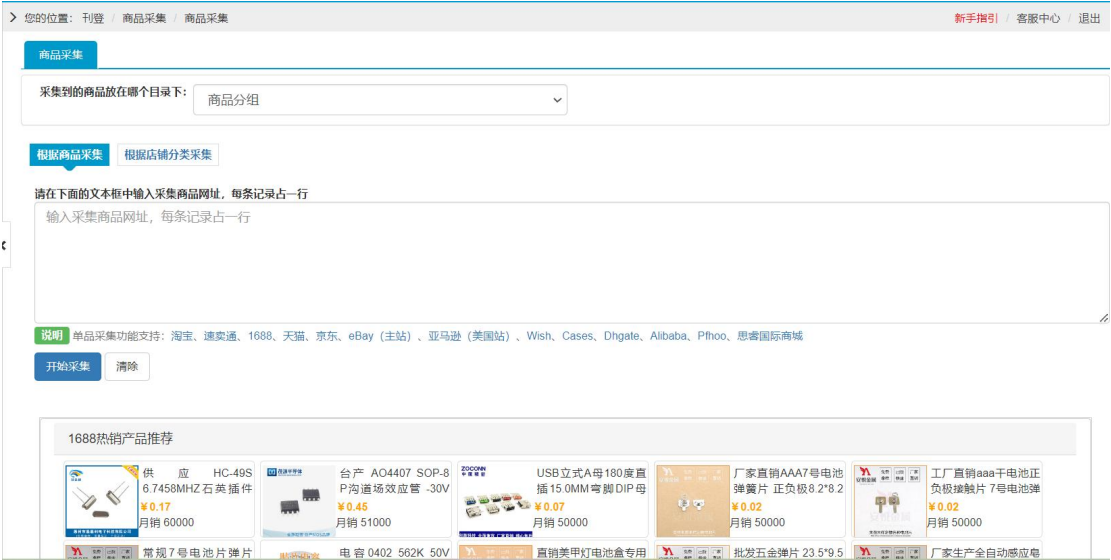 您的位置： 刊登 / 商品采集 / 商品采集
新手指引 / 客服中心 / 退出
商品采集
采集到的商品放在哪个目录下：
商品分组
根据商品采集
根据店铺分类采集
请在下面的文本框中输入采集商品网址，每条记录占一行
输入采集商品网址，每条记录占一行
说明 单品采集功能支持：淘宝、速卖通、1688、天猫、京东、eBay（主站）、亚马逊（美国站）、Wish、Cases、Dhgate、Alibaba、Pfhoo、思睿国际商城
开始采集
清除
1688热销产品推荐
供 应 HC-49S
6.7458MHZ石英插件
¥0.17
月销 60000
台产 AO4407 SOP-8
P沟道场效应管 -30V
¥0.45
月销 51000
ZOCONN
USB立式A母180度直
插15.0MM弯脚DIP母
¥0.07
月销 50000
厂家直销AAA7号电池
弹簧片 正负极8.2*8.2
¥0.02
月销 50000
工厂直销aaa干电池正
负极接触片 7号电池弹
¥0.02
月销 50000
常规7号电池片弹片
电容0402 562K 50V
直销美甲灯电池盒专用
批发五金弹片 23.5*9.5
厂家生产全自动感应皂